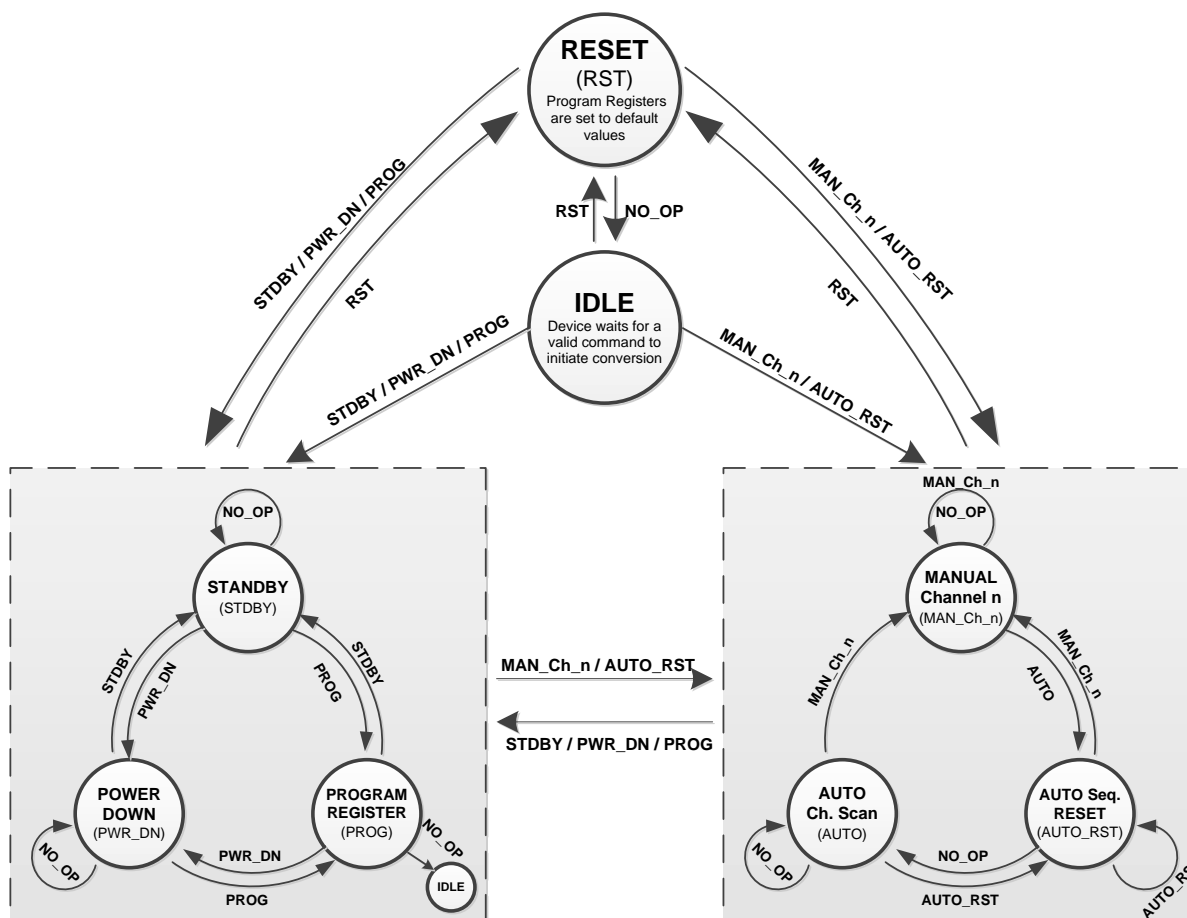 RESET
(RST)
Program Registers
are set to default
values
STDBY / PWR_DN / PROG
RST
RST
NO_OP
MAN_Ch_n / AUTO_RST
RST
IDLE
Device waits for a
valid command to
initiate conversion
STDBY / PWR_DN / PROG
MAN_Ch_n / AUTO_RST
NO_OP
STANDBY
(STDBY)
STDBY
PWR_DN
PROG
STDBY
POWER
DOWN
(PWR_DN)
NO_OP
PROGRAM
REGISTER
(PROG)
NO_OP
IDLE
PWR_DN
PROG
MAN_Ch_n / AUTO_RST
STDBY / PWR_DN / PROG
MAN_Ch_n
NO_OP
MANUAL
Channel n
(MAN_Ch_n)
MAN_Ch_n
AUTO
MAN_Ch_n
AUTO
Ch. Scan
(AUTO)
NO_OP
AUTO Seq.
RESET
(AUTO_RST)
NO_OP
AUTO_RST